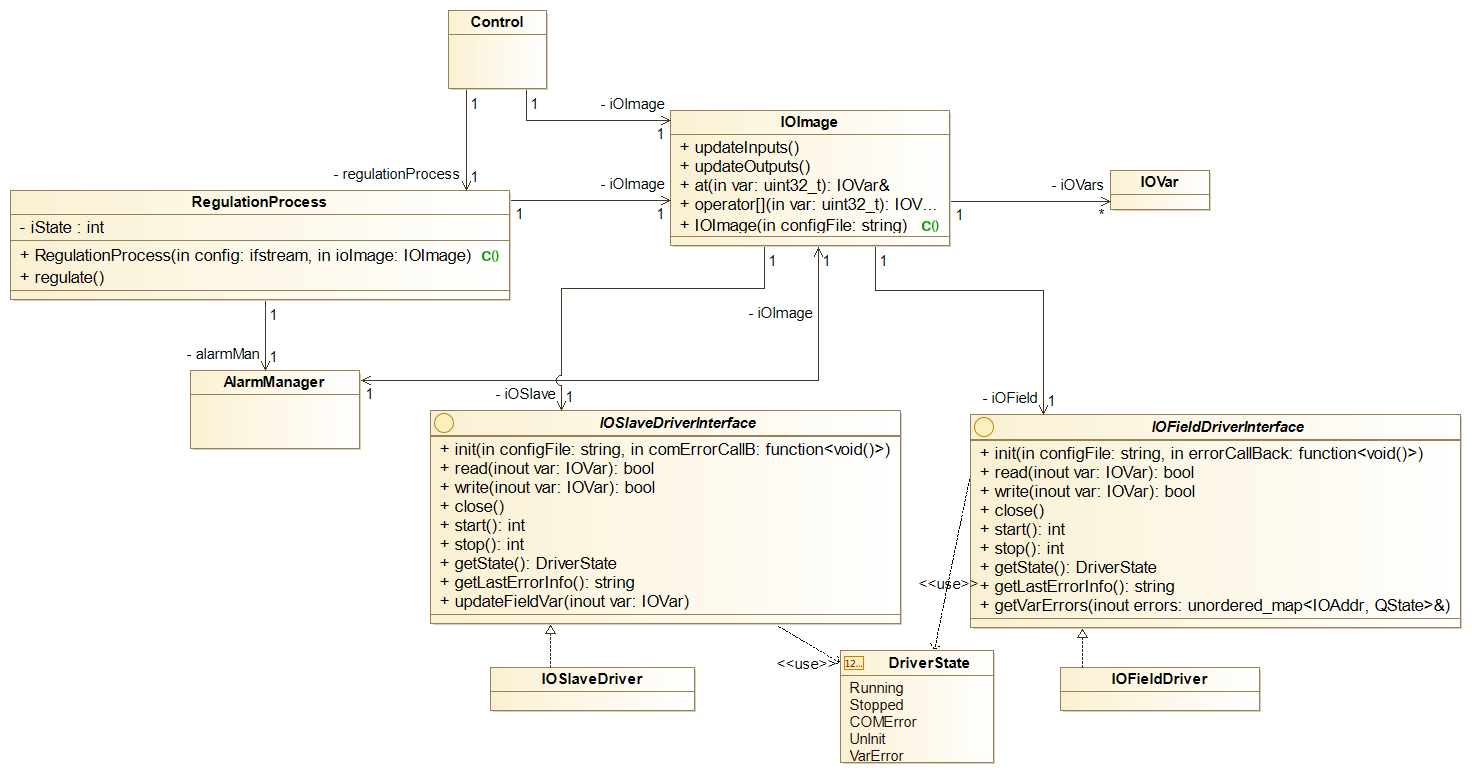 Control
1
1
- iOImage
1
- regulationProcess
1
IOImage
+ updateInputs()
+ updateOutputs()
+ at(in var: uint32_t): IOVar&
+ operator[](in var: uint32_t): IOV...
+ IOImage(in configFile: string) C()
RegulationProcess
- iState : int
+ RegulationProcess(in config: ifstream, in ioImage: IOImage) C()
+ regulate()
- iOImage
1
1
- iOVars
1
*
IOVar
1
1
1
1
- iOImage
- alarmMan
1
AlarmManager
1
- iOSlave
1
- iOField
1
IOSlaveDriverInterface
+ init(in configFile: string, in comErrorCallB: function<void()>)
+ read(inout var: IOVar): bool
+ write(inout var: IOVar): bool
+ close()
+ start(): int
+ stop(): int
+ getState(): DriverState
+ getLastErrorInfo(): string
+ updateFieldVar(inout var: IOVar)
IOFieldDriverInterface
+ init(in configFile: string, in errorCallBack: function<void()>)
+ read(inout var: IOVar): bool
+ write(inout var: IOVar): bool
+ close()
+ start(): int
+ stop(): int
+ getState(): DriverState
+ getLastErrorInfo(): string
+ getVarErrors(inout errors: unordered_map<IOAddr, QState>&)
<<use>>
<<use>>
IOSlaveDriver
12...
DriverState
Running
Stopped
COMError
UnInit
VarError
IOFieldDriver